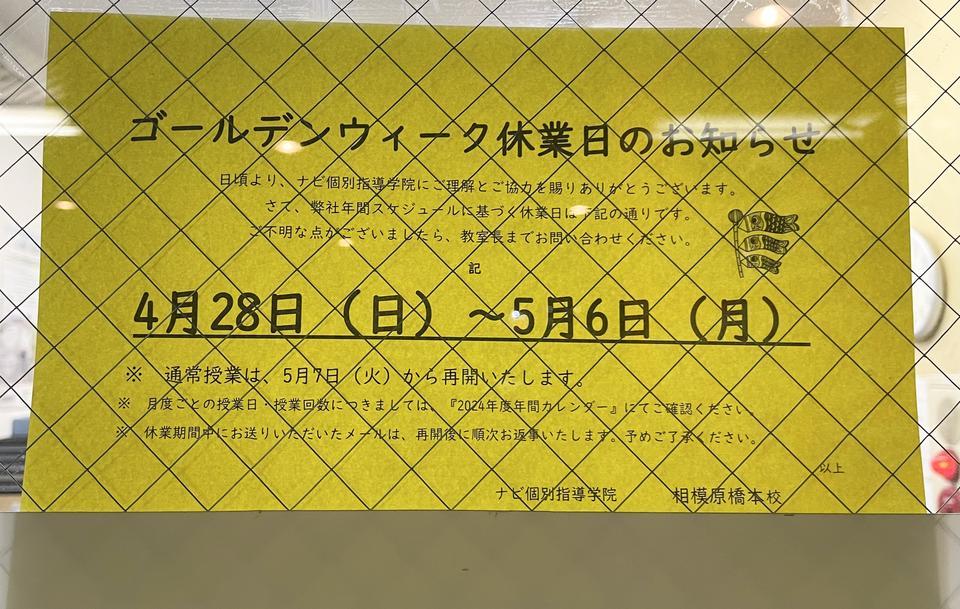 ゴールデンウィーク休業日のお知らせ
日頃より、ナビ個別指導学院にご理解とご協力を賜りありがとうございます。
さて、弊社年間スケジュールに基づく休業日は下記の通りです。
ご不明な点がございましたら、教室長までお問い合わせください。
記
4月28日（日）～5月6日（月）
※　通常授業は、5月7日（火）から再開いたします。
※　月度ごとの授業日・授業回数につきましては、『2024年度年間カレンダー』にてご確認ください。
※　休業期間中にお送りいただいたメールは、再開後に順次お返事いたします。予めご了承ください。
以上
ナビ個別指導学院　　相模原橋本校